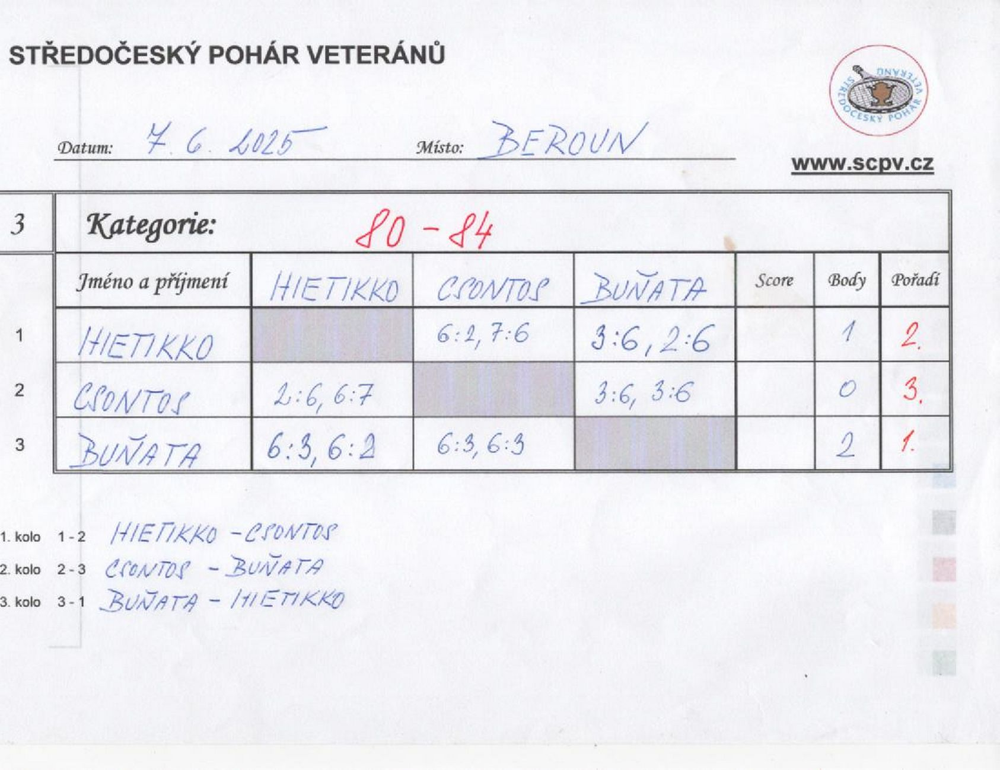 STŘEDOČESKÝ POHÁR VETERÁNŮ
STŘEDOČESKÝ POHÁR VETERÁNŮ
Datum: 7. 6. 2025 Místo: BEROUN
www.scpv.cz
3 Kategorie: 80 - 84
Jméno a příjmení HIETIKKO CSONTOS BUŇATA Score Body Pořadí
1 HIETIKKO 6:2, 7:6 3:6, 2:6 1 2.
2 CSONTOS 2:6, 6:7 3:6, 3:6 0 3.
3 BUŇATA 6:3, 6:2 6:3, 6:3 2 1.
1. kolo 1 - 2 HIETIKKO - CSONTOS
2. kolo 2 - 3 CSONTOS - BUŇATA
3. kolo 3 - 1 BUŇATA - HIETIKKO